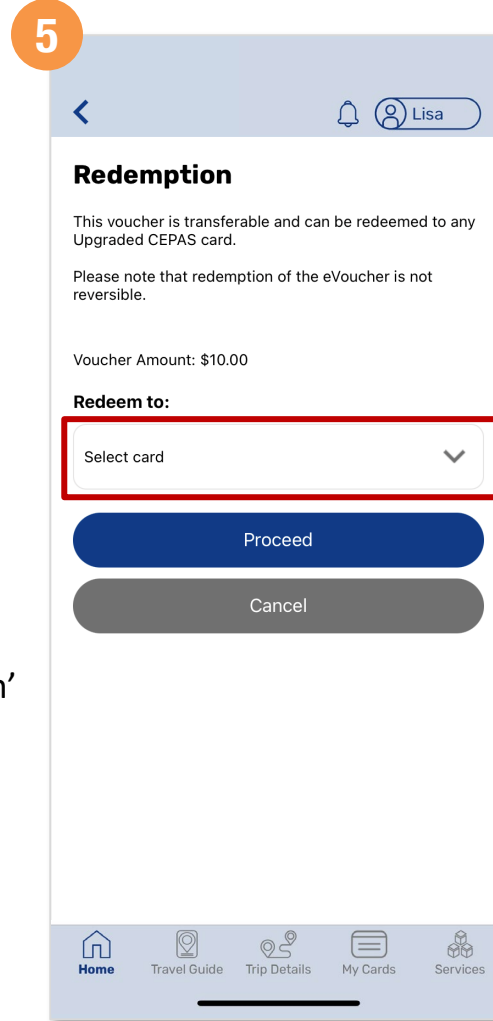 5
Lisa
Redemption
This voucher is transferable and can be redeemed to any
Upgraded CEPAS card.
Please note that redemption of the eVoucher is not
reversible.
Voucher Amount: $10.00
Redeem to:
Select card
Proceed
Cancel
n’
Home Travel Guide Trip Details My Cards Services